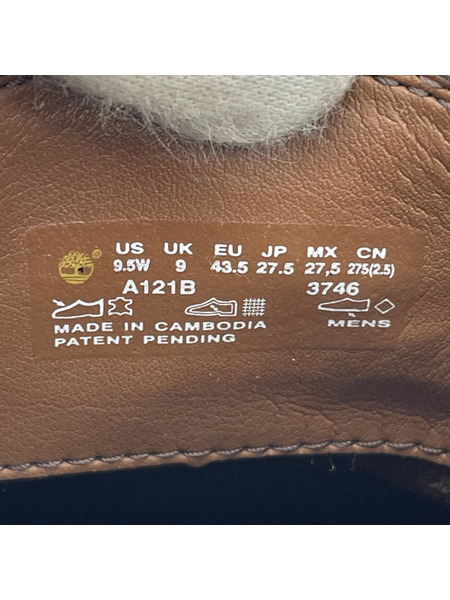 US UK EU JP MX CN
9.5W 9 43.5 27.5 27,5 275(2.5)
A121B 3746
MADE IN CAMBODIA MENS
PATENT PENDING